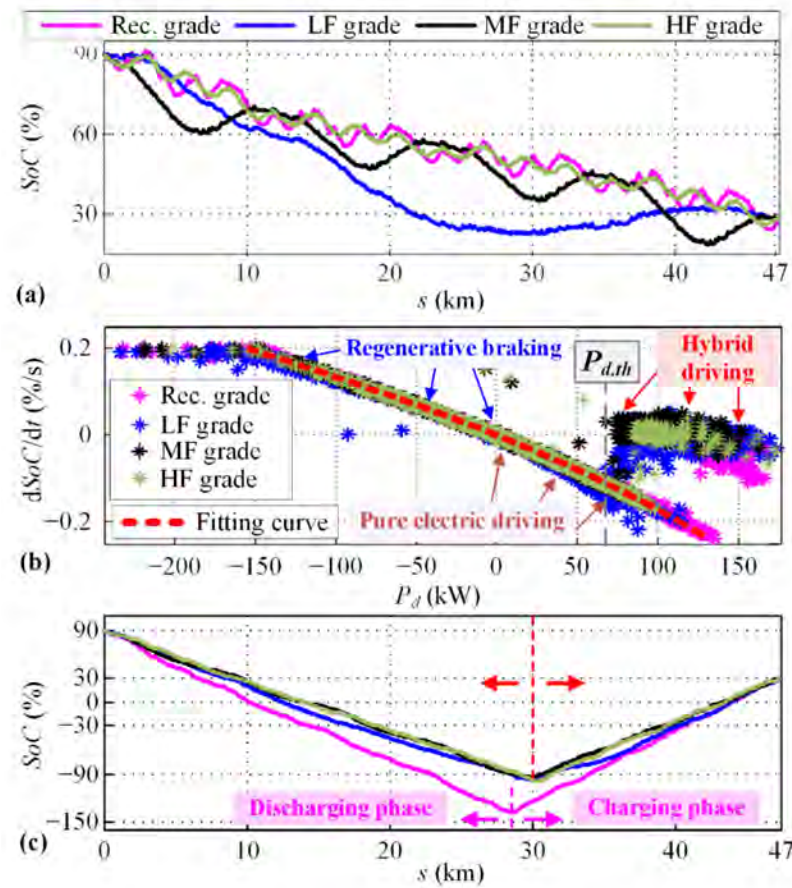 Rec. grade LF grade MF grade HF grade
90
60
30
SoC (%)
0 10 20 30 40 47
s (km)
(a)
0.2
0
−0.2
dSoC/dt (%/s)
Regenerative braking
P_d,th
Hybrid
driving
Rec. grade
LF grade
MF grade
HF grade
Fitting curve
Pure electric driving
−200 −150 −100 −50 0 50 100 150
P_d (kW)
(b)
90
30
0
−30
−90
−150
SoC (%)
Discharging phase Charging phase
0 10 20 30 40 47
s (km)
(c)